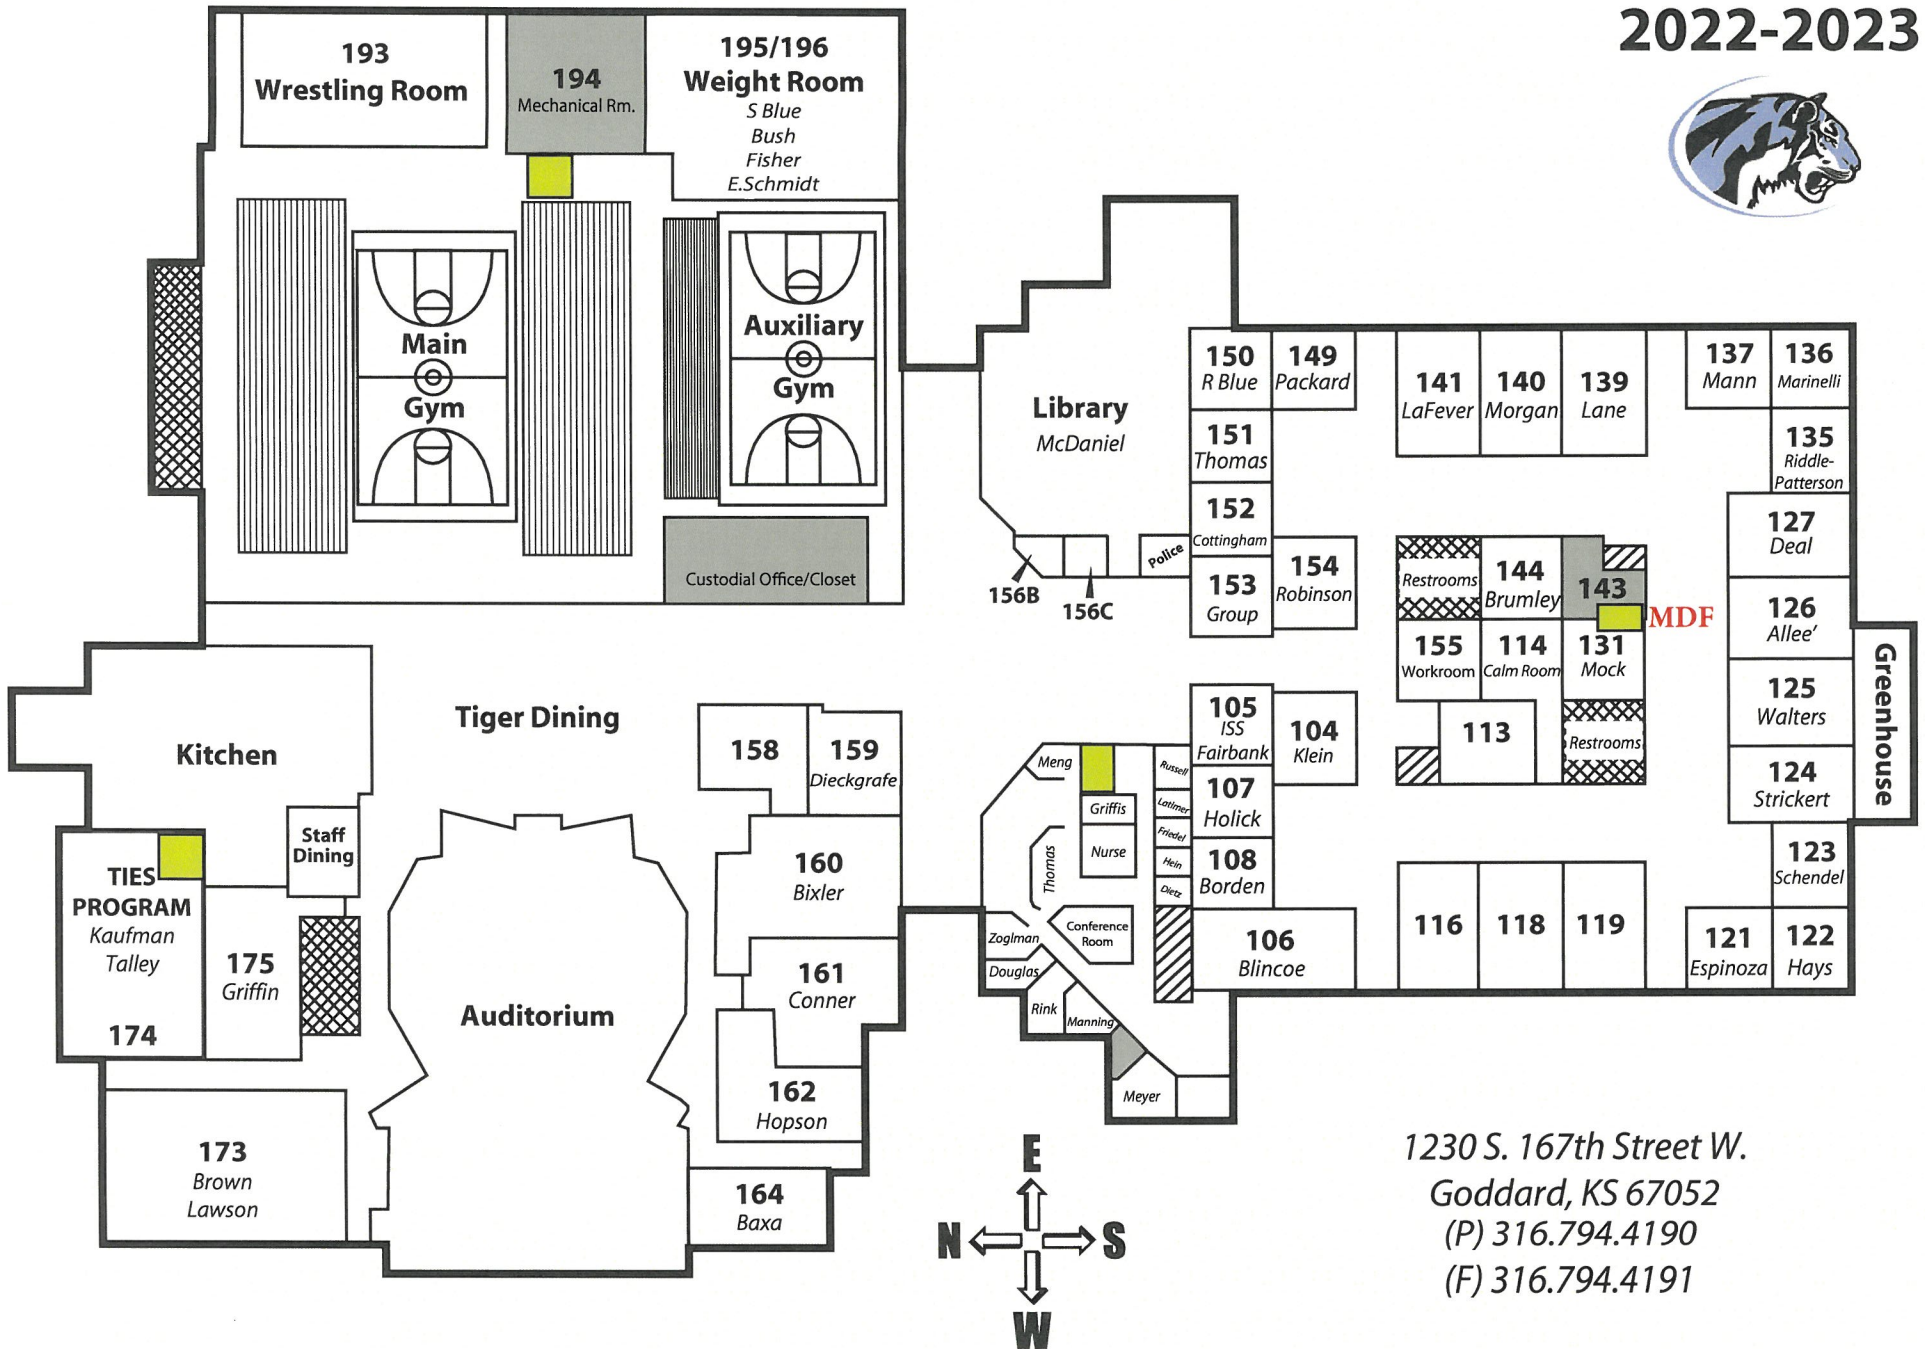 2022-2023
193
Wrestling Room
194
Mechanical Rm.
195/196
Weight Room
S Blue
Bush
Fisher
E.Schmidt
Main
Gym
Auxiliary
Gym
Custodial Office/Closet
Library
McDaniel
156B
156C
Police
150
R Blue
149
Packard
151
Thomas
152
Cottingham
153
Group
154
Robinson
141
LaFever
140
Morgan
139
Lane
137
Mann
136
Marinelli
135
Riddle-
Patterson
127
Deal
126
Allee'
125
Walters
124
Strickert
Greenhouse
123
Schendel
122
Hays
121
Espinoza
Restrooms
144
Brumley
143
MDF
155
Workroom
114
Calm Room
131
Mock
113
Restrooms
116
118
119
105
ISS
Fairbank
104
Klein
107
Holick
108
Borden
106
Blincoe
Meng
Griffis
Nurse
Thomas
Russell
Latimer
Friedel
Hein
Dietz
Conference
Room
Zoglman
Douglas
Rink
Manning
Meyer
Kitchen
Tiger Dining
Staff
Dining
158
159
Dieckgrafe
160
Bixler
161
Conner
162
Hopson
164
Baxa
Auditorium
TIES
PROGRAM
Kaufman
Talley
174
175
Griffin
173
Brown
Lawson
E
N
S
W
1230 S. 167th Street W.
Goddard, KS 67052
(P) 316.794.4190
(F) 316.794.4191